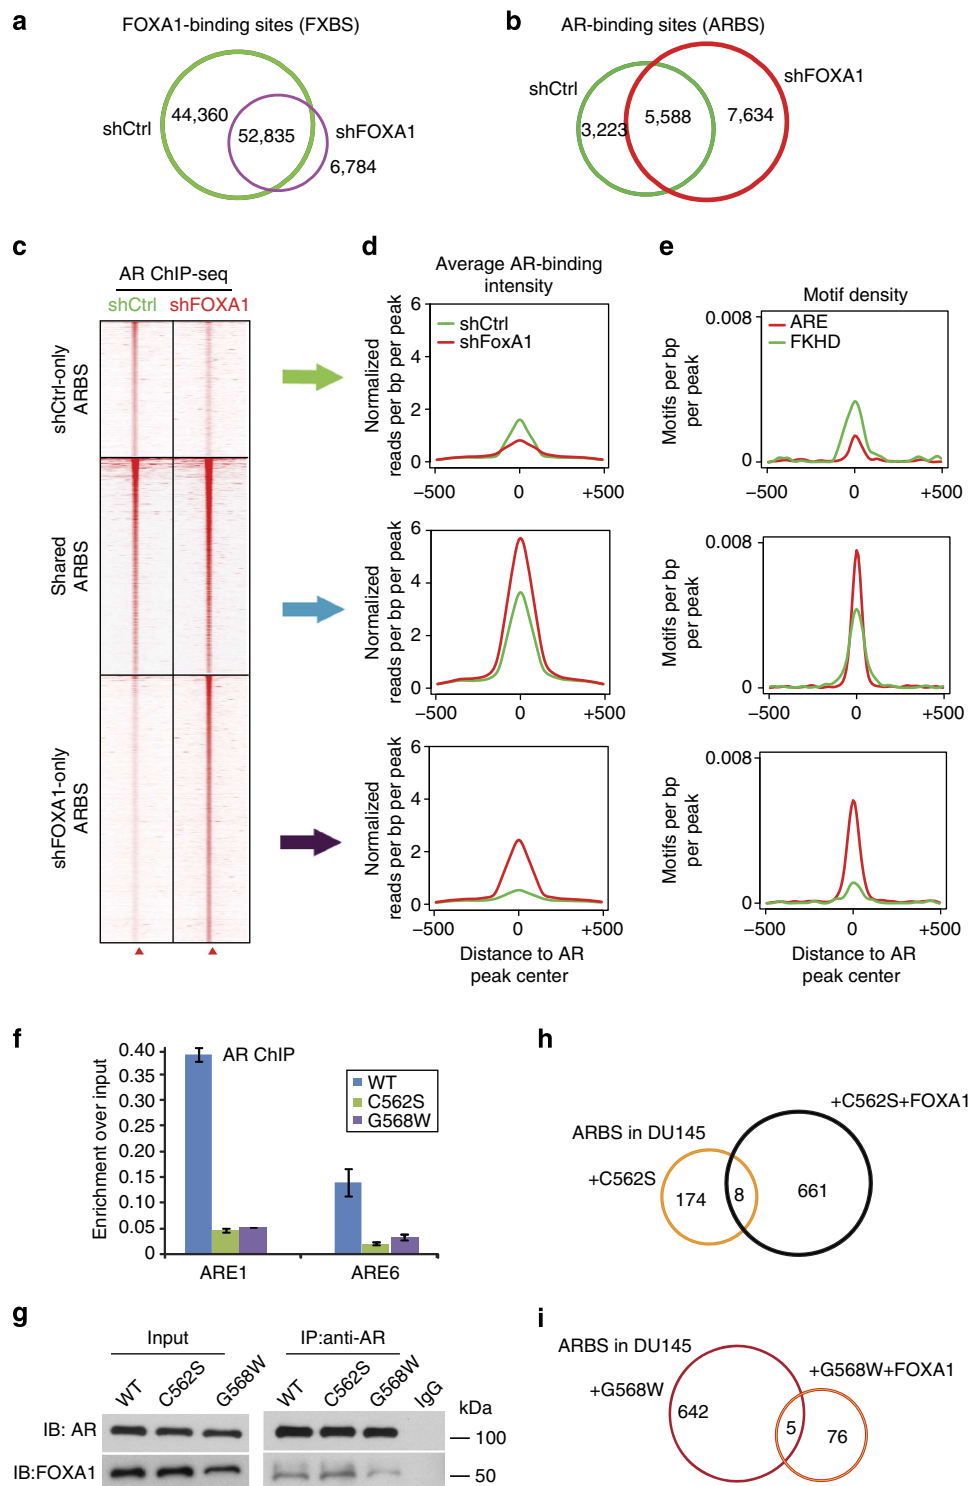 a
FOXA1-binding sites (FXBS)
shCtrl
44,360
52,835
shFOXA1
6,784
b
AR-binding sites (ARBS)
shCtrl
shFOXA1
3,223
5,588
7,634
c
AR ChIP-seq
shCtrl shFOXA1
shCtrl-only
ARBS
Shared
ARBS
shFOXA1-only
ARBS
d
Average AR-binding
intensity
Normalized
reads per bp per peak
6
4
2
0
shCtrl
shFoxA1
−500 0 +500
Normalized
reads per bp per peak
6
4
2
0
−500 0 +500
Normalized
reads per bp per peak
6
4
2
0
−500 0 +500
Distance to AR
peak center
e
Motif density
Motifs per bp
per peak
0.008
0
ARE
FKHD
−500 0 +500
Motifs per bp
per peak
0.008
0
−500 0 +500
Motifs per bp
per peak
0.008
0
−500 0 +500
Distance to AR
peak center
f
Enrichment over input
0.40
0.35
0.30
0.25
0.20
0.15
0.10
0.05
0
AR ChIP
WT
C562S
G568W
ARE1 ARE6
g
Input
IP:anti-AR
WT C562S G568W
WT C562S G568W IgG
kDa
IB: AR
100
IB:FOXA1
50
h
+C562S+FOXA1
ARBS in DU145
+C562S
174
8
661
i
ARBS in DU145
+G568W
+G568W+FOXA1
642
5
76